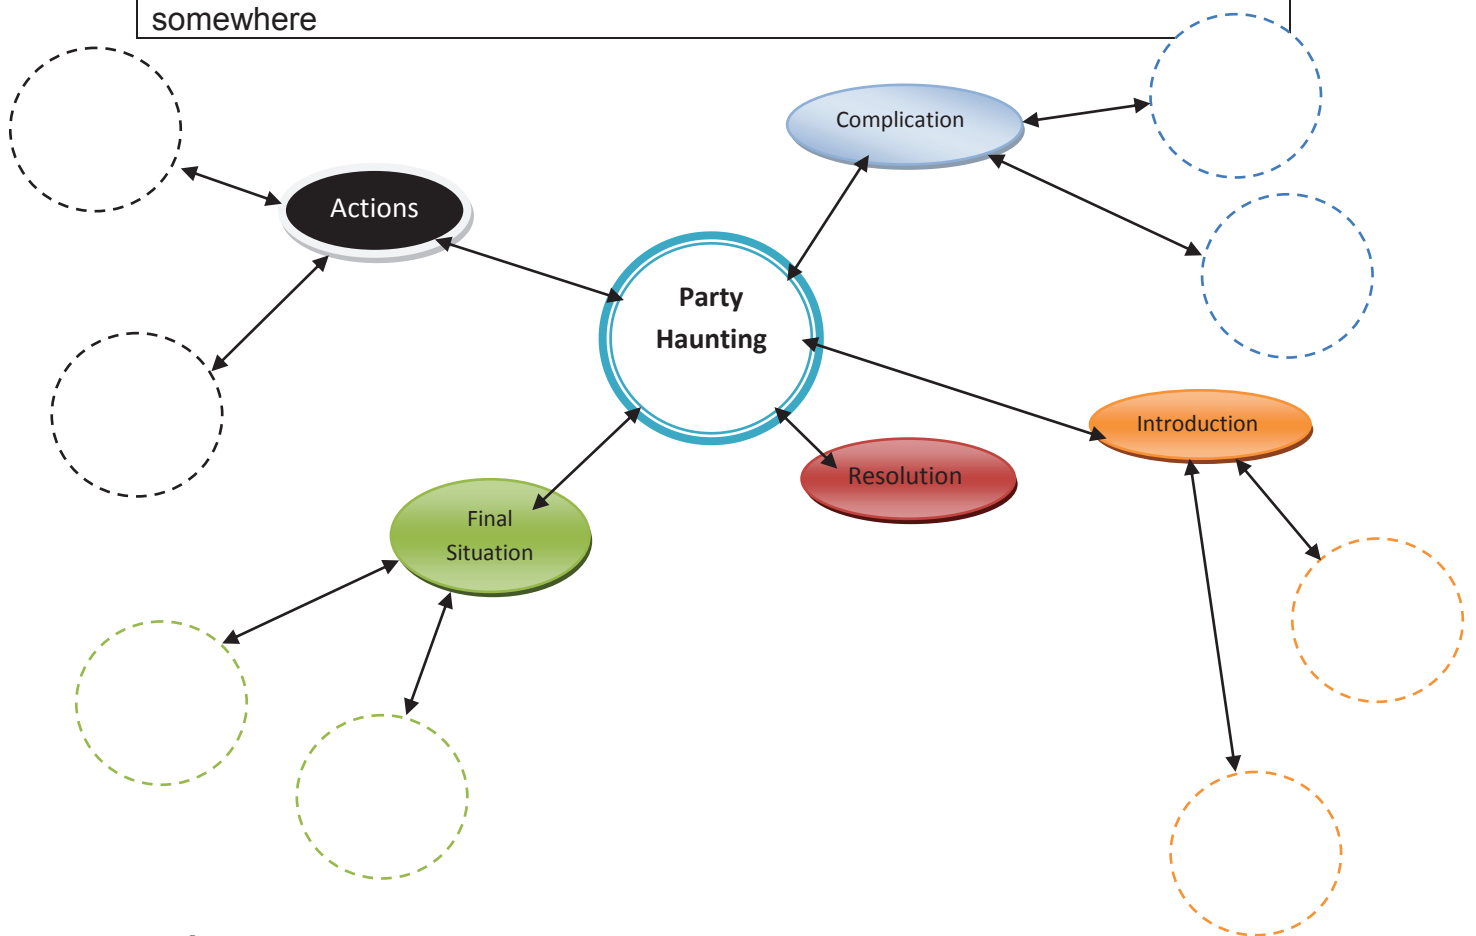 somewhere
Complication
Actions
Party
Haunting
Introduction
Resolution
Final
Situation